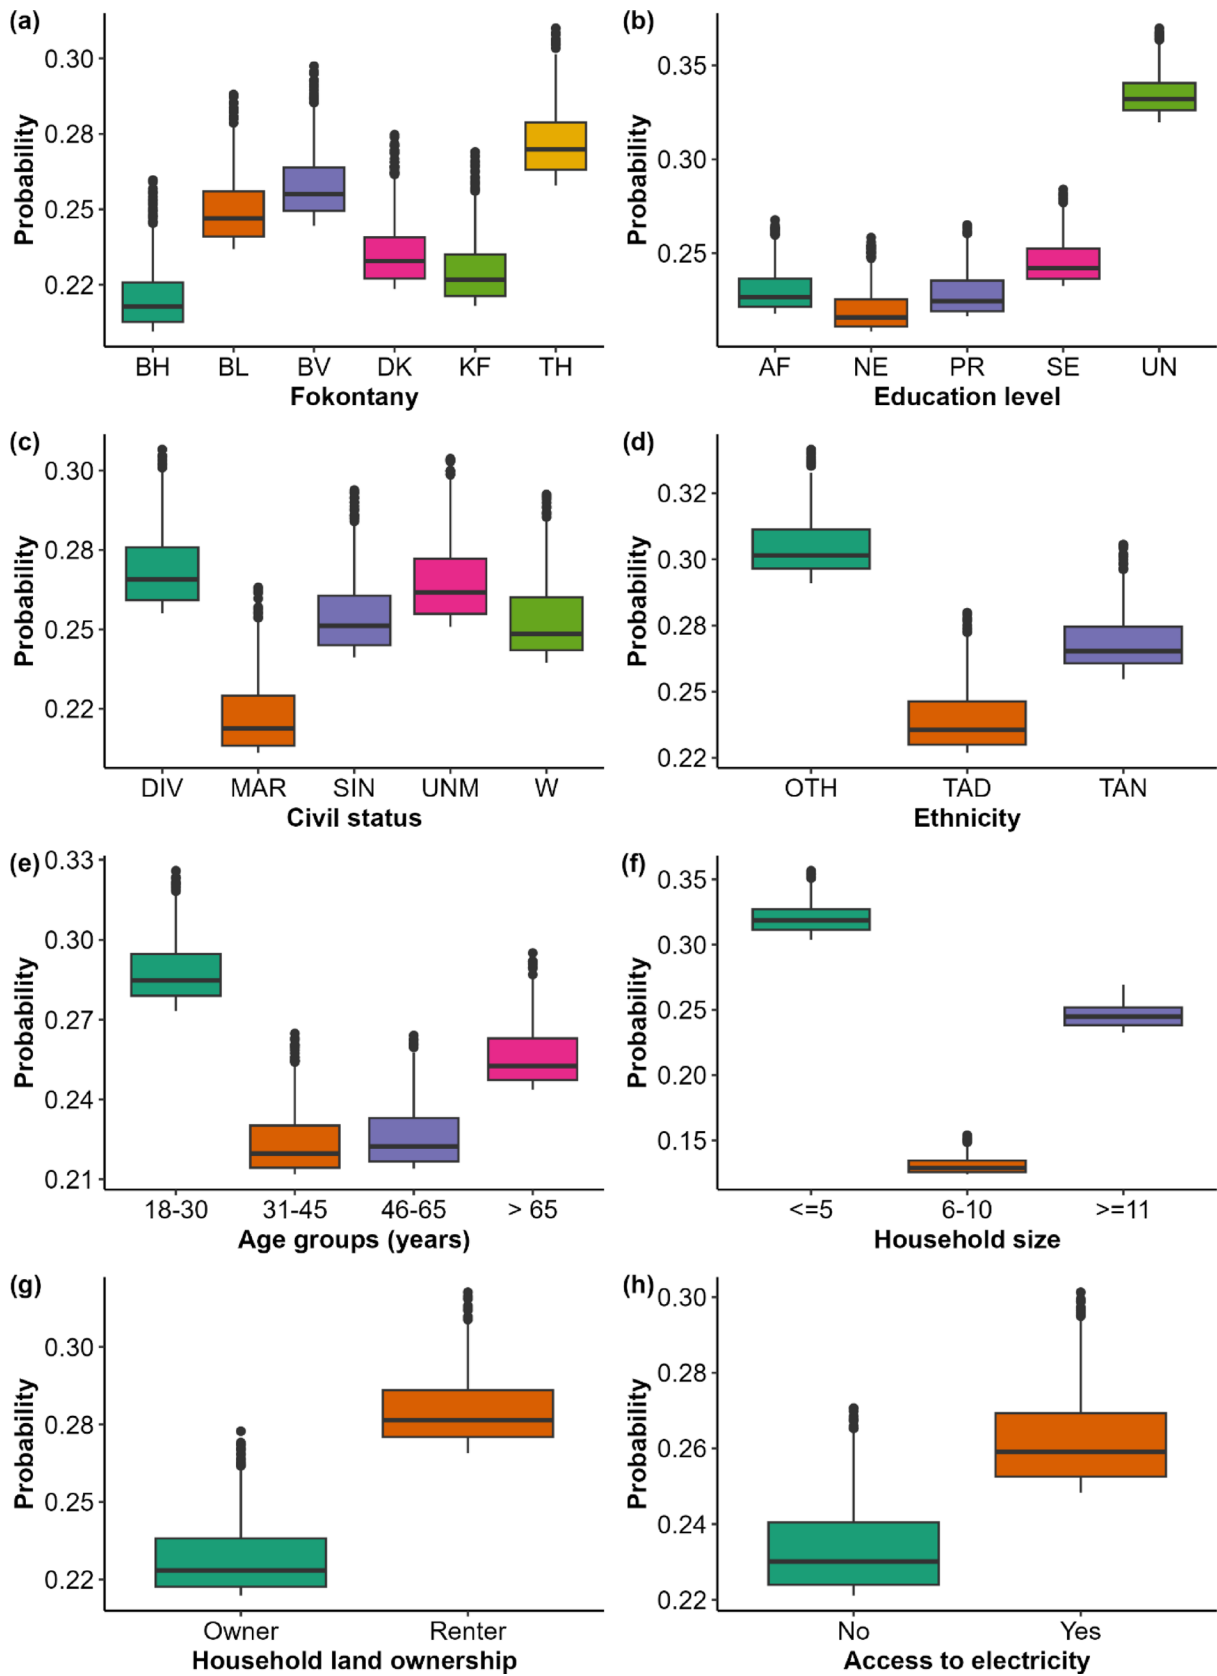 (a)
Probability
0.30
0.28
0.25
0.22
BH BL BV DK KF TH
Fokontany
(b)
Probability
0.35
0.30
0.25
AF NE PR SE UN
Education level
(c)
Probability
0.30
0.28
0.25
0.22
DIV MAR SIN UNM W
Civil status
(d)
Probability
0.32
0.30
0.28
0.25
0.22
OTH TAD TAN
Ethnicity
(e)
Probability
0.33
0.30
0.27
0.24
0.21
18-30 31-45 46-65 > 65
Age groups (years)
(f)
Probability
0.35
0.30
0.25
0.20
0.15
<=5 6-10 >=11
Household size
(g)
Probability
0.30
0.28
0.25
0.22
Owner Renter
Household land ownership
(h)
Probability
0.30
0.28
0.26
0.24
0.22
No Yes
Access to electricity